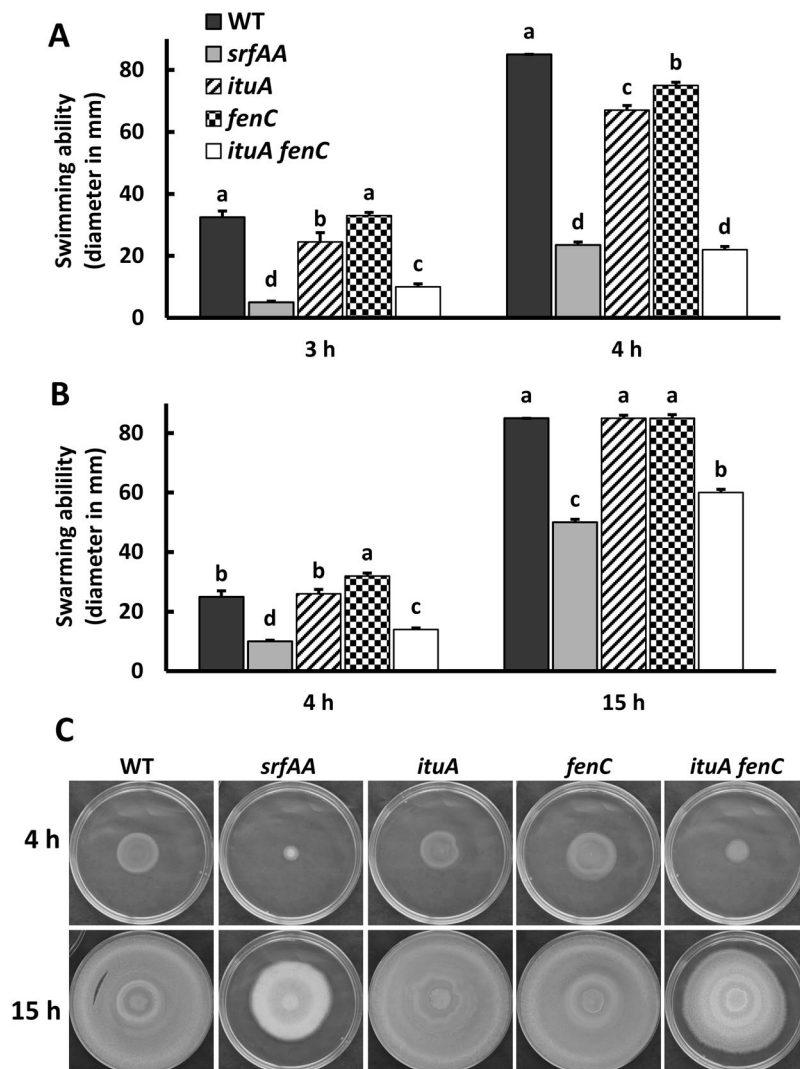 A
WT
srfAA
ituA
fenC
ituA fenC
Swimming ability
(diameter in mm)
80
60
40
20
0
a
d
b
a
c
a
d
c
b
d
3 h
4 h
B
Swarming abilility
(diameter in mm)
80
60
40
20
0
b
d
b
a
c
a
c
a
a
b
4 h
15 h
C
WT
srfAA
ituA
fenC
ituA fenC
4 h
15 h